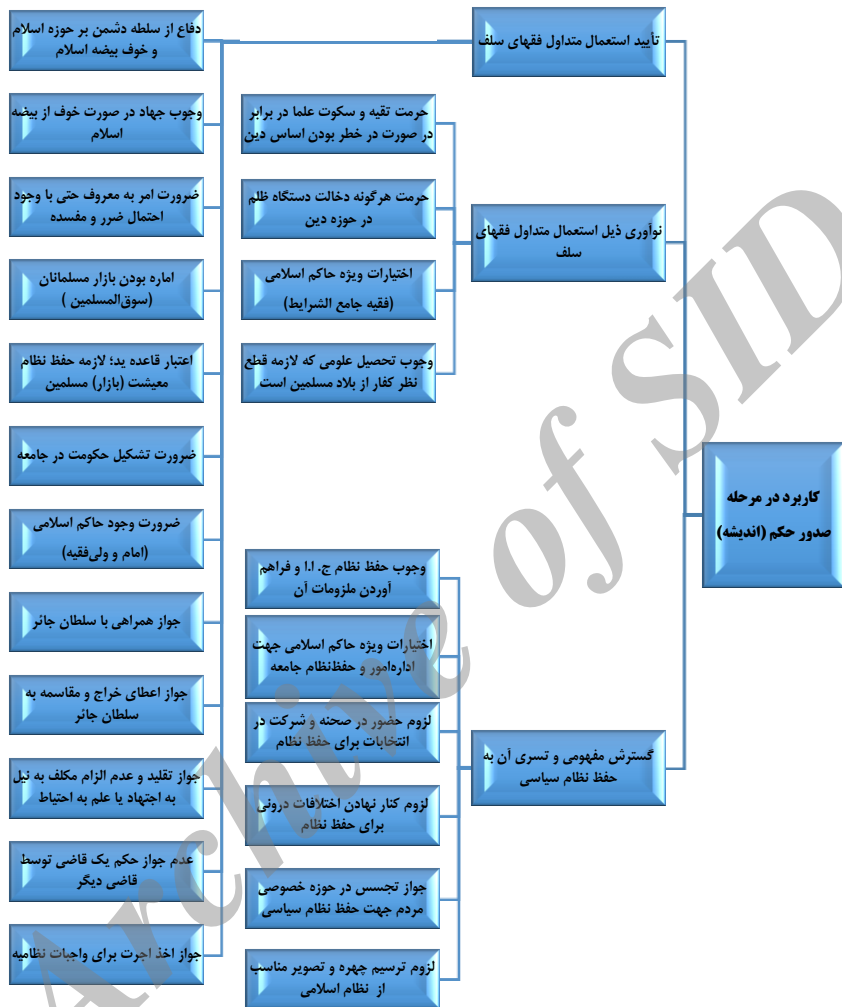 کاربرد در مرحله
صدور حکم (اندیشه)
تأیید استعمال متداول فقهای سلف
دفاع از سلطه دشمن بر حوزه اسلام
و خوف بیضه اسلام
وجوب جهاد در صورت خوف از بیضه
اسلام
ضرورت امر به معروف حتی با وجود
احتمال ضرر و مفسده
اماره بودن بازار مسلمانان
(سوق‌المسلمین )
اعتبار قاعده ید؛ لازمه حفظ نظام
معیشت (بازار) مسلمین
ضرورت تشکیل حکومت در جامعه
ضرورت وجود حاکم اسلامی
(امام و ولی‌فقیه)
جواز همراهی با سلطان جائر
جواز اعطای خراج و مقاسمه به
سلطان جائر
جواز تقلید و عدم الزام مکلف به نیل
به اجتهاد یا علم به احتیاط
عدم جواز حکم یک قاضی توسط
قاضی دیگر
جواز اخذ اجرت برای واجبات نظامیه
نوآوری ذیل استعمال متداول فقهای
سلف
حرمت تقیه و سکوت علما در برابر
در صورت در خطر بودن اساس دین
حرمت هرگونه دخالت دستگاه ظلم
در حوزه دین
اختیارات ویژه حاکم اسلامی
(فقیه جامع الشرایط)
وجوب تحصیل علومی که لازمه قطع
نظر کفار از بلاد مسلمین است
گسترش مفهومی و تسری آن به
حفظ نظام سیاسی
وجوب حفظ نظام ج. ا.ا و فراهم
آوردن ملزومات آن
اختیارات ویژه حاکم اسلامی جهت
اداره‌امور و حفظ‌نظام جامعه
لزوم حضور در صحنه و شرکت در
انتخابات برای حفظ نظام
لزوم کنار نهادن اختلافات درونی
برای حفظ نظام
جواز تجسس در حوزه خصوصی
مردم جهت حفظ نظام سیاسی
لزوم ترسیم چهره و تصویر مناسب
از نظام اسلامی
Archive of SID